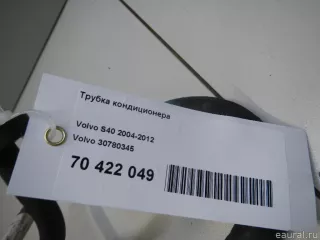 Трубка кондиционера
Volvo S40 2004-2012
Volvo 30780345
70 422 049
eaural.ru